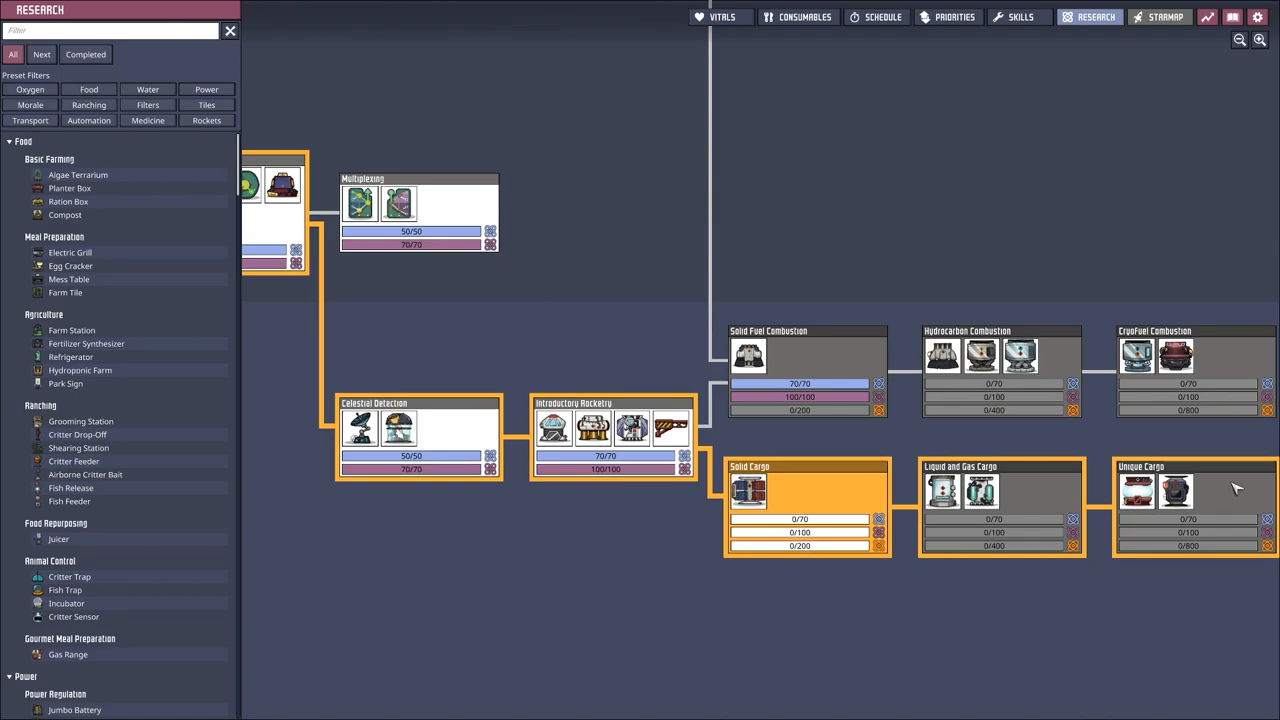 RESEARCH
VITALS
CONSUMABLES
SCHEDULE
PRIORITIES
SKILLS
RESEARCH
STARMAP
Filter
All
Next
Completed
Preset Filters
Oxygen
Food
Water
Power
Morale
Ranching
Filters
Tiles
Transport
Automation
Medicine
Rockets
Food
Basic Farming
Algae Terrarium
Planter Box
Ration Box
Compost
Meal Preparation
Electric Grill
Egg Cracker
Mess Table
Farm Tile
Agriculture
Farm Station
Fertilizer Synthesizer
Refrigerator
Hydroponic Farm
Park Sign
Ranching
Grooming Station
Critter Drop-Off
Shearing Station
Critter Feeder
Airborne Critter Bait
Fish Release
Fish Feeder
Food Repurposing
Juicer
Animal Control
Critter Trap
Fish Trap
Incubator
Critter Sensor
Gourmet Meal Preparation
Gas Range
Power
Power Regulation
Jumbo Battery
Multiplexing
50/50
70/70
Celestial Detection
50/50
70/70
Introductory Rocketry
70/70
100/100
Solid Fuel Combustion
70/70
100/100
0/200
Hydrocarbon Combustion
0/70
0/100
0/400
CryoFuel Combustion
0/70
0/100
0/800
Solid Cargo
0/70
0/100
0/200
Liquid and Gas Cargo
0/70
0/100
0/400
Unique Cargo
0/70
0/100
0/800